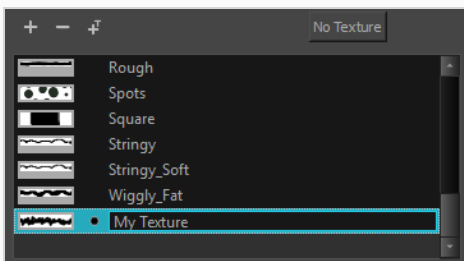 No Texture
Rough
Spots
Square
Stringy
Stringy_Soft
Wiggly_Fat
My Texture